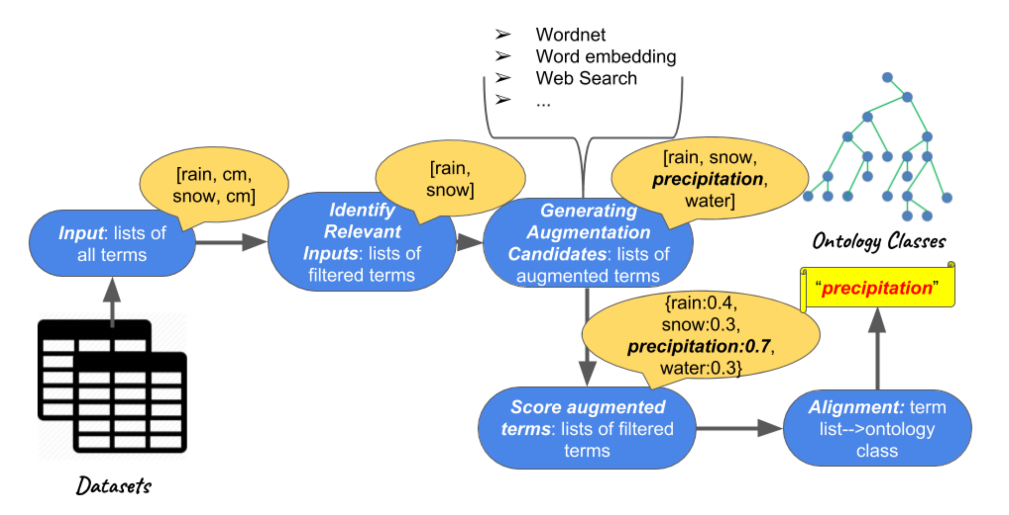 ➢ Wordnet
➢ Word embedding
➢ Web Search
➢ ...
[rain, cm,
snow, cm]
[rain,
snow]
[rain, snow,
precipitation,
water]
Input: lists of
all terms
Identify
Relevant
Inputs: lists of
filtered terms
Generating
Augmentation
Candidates: lists of
augmented terms
Ontology Classes
"precipitation"
{rain:0.4,
snow:0.3,
precipitation:0.7,
water:0.3}
Score augmented
terms: lists of filtered
terms
Alignment: term
list-->ontology
class
Datasets